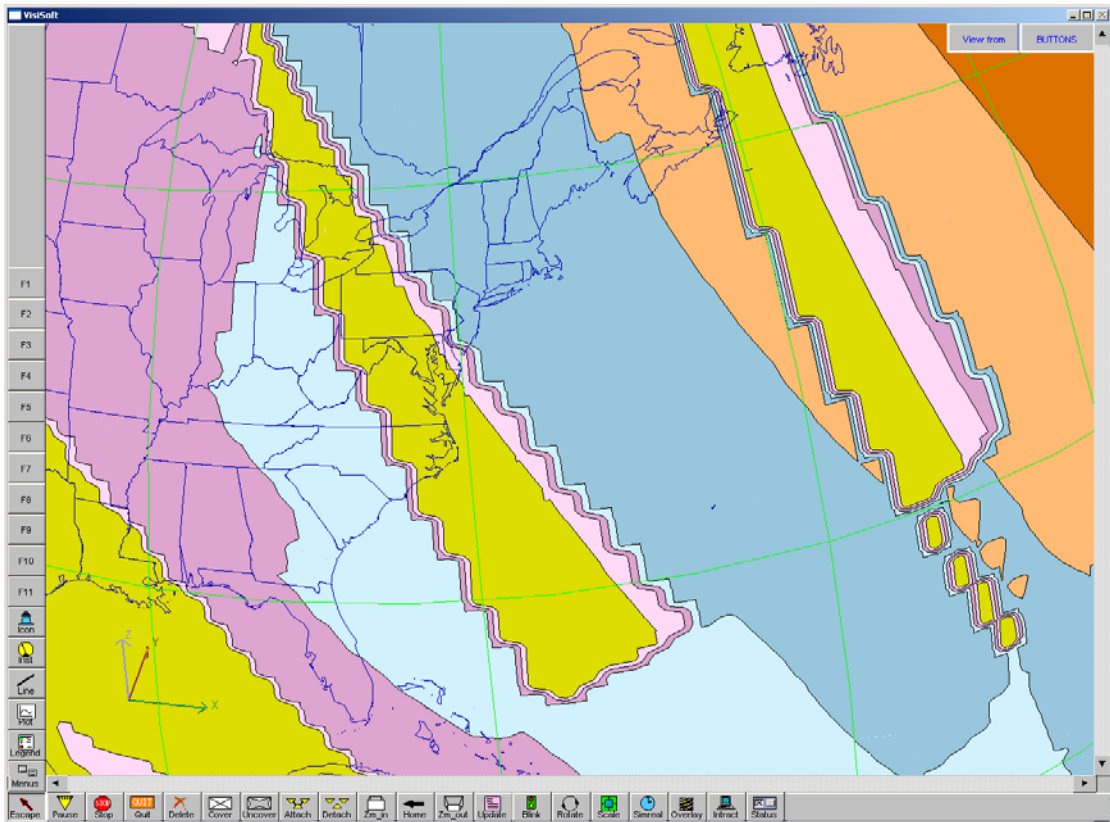 VisiSoft
View from
BUTTONS
F1
F2
F3
F4
F5
F6
F7
F8
F9
F10
F11
Icon
Inst
Line
Plot
Legend
Menus
Z
Y
X
STOP
QUIT
Escape
Pause
Stop
Quit
Delete
Cover
Uncover
Attach
Detach
Zm_in
Home
Zm_out
Update
Blink
Rotate
Scale
Simreal
Overlay
Intract
Status